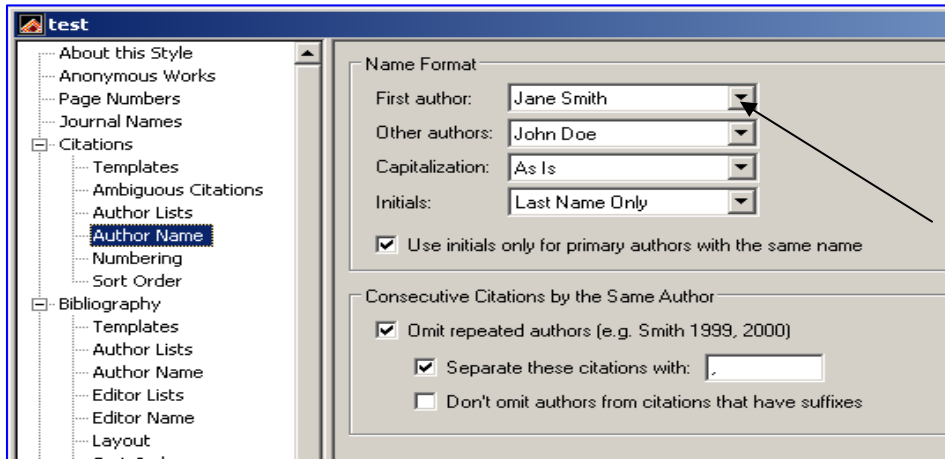 test
About this Style
Anonymous Works
Page Numbers
Journal Names
Citations
Templates
Ambiguous Citations
Author Lists
Author Name
Numbering
Sort Order
Bibliography
Templates
Author Lists
Author Name
Editor Lists
Editor Name
Layout
Name Format
First author: Jane Smith
Other authors: John Doe
Capitalization: As Is
Initials: Last Name Only
Use initials only for primary authors with the same name
Consecutive Citations by the Same Author
Omit repeated authors (e.g. Smith 1999, 2000)
Separate these citations with: ,
Don't omit authors from citations that have suffixes